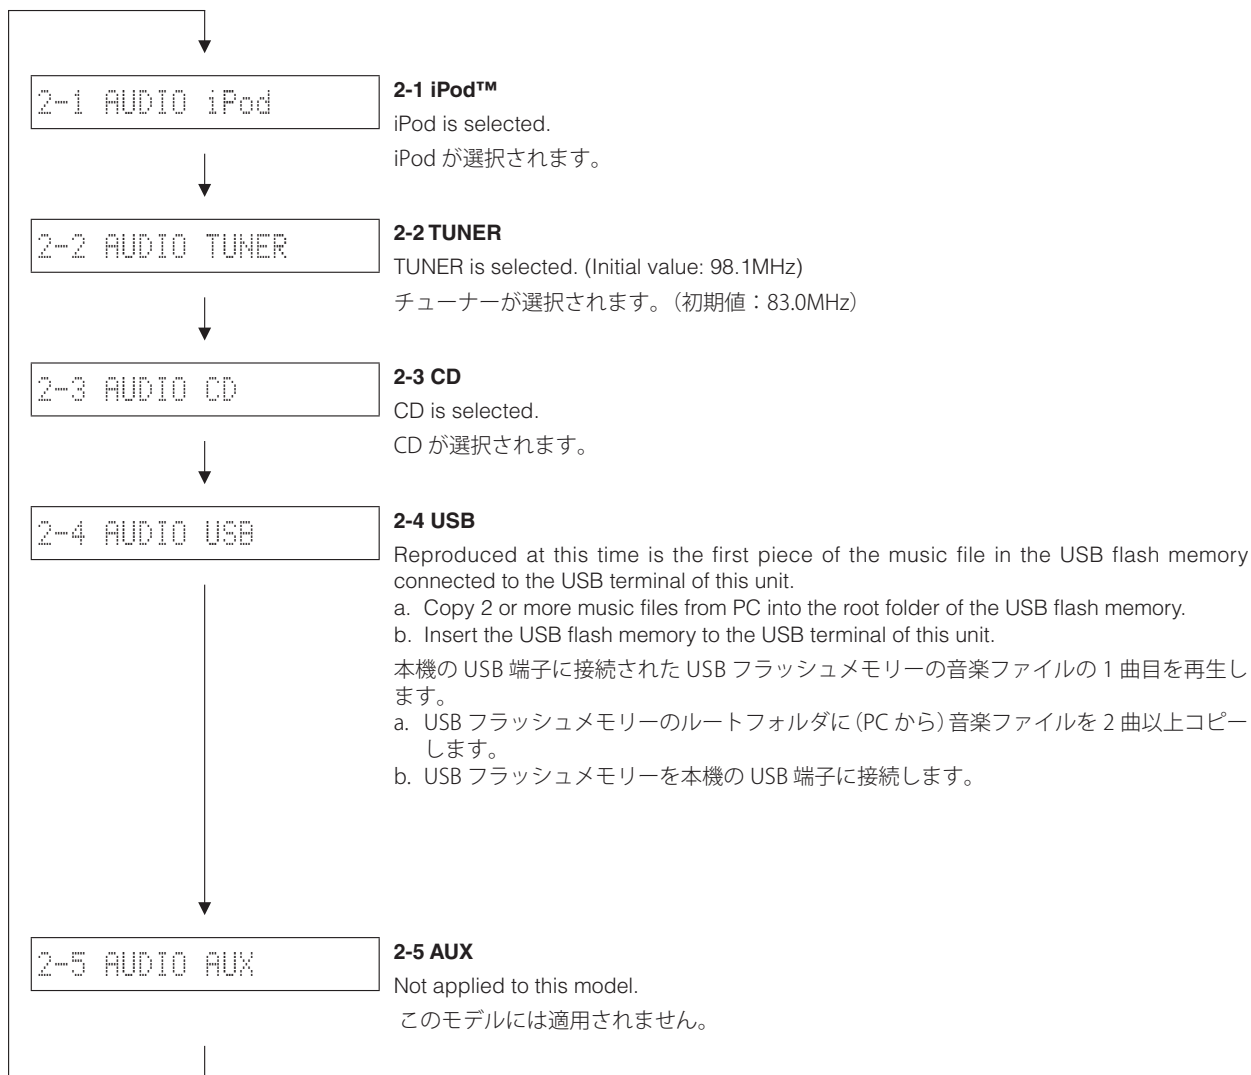 2-1 AUDIO iPod
2-1 iPod™
iPod is selected.
iPod が選択されます。
2-2 AUDIO TUNER
2-2 TUNER
TUNER is selected. (Initial value: 98.1MHz)
チューナーが選択されます。（初期値：83.0MHz）
2-3 AUDIO CD
2-3 CD
CD is selected.
CD が選択されます。
2-4 AUDIO USB
2-4 USB
Reproduced at this time is the first piece of the music file in the USB flash memory
connected to the USB terminal of this unit.
a. Copy 2 or more music files from PC into the root folder of the USB flash memory.
b. Insert the USB flash memory to the USB terminal of this unit.
本機の USB 端子に接続された USB フラッシュメモリーの音楽ファイルの 1 曲目を再生し
ます。
a. USB フラッシュメモリーのルートフォルダに（PC から）音楽ファイルを 2 曲以上コピー
します。
b. USB フラッシュメモリーを本機の USB 端子に接続します。
2-5 AUDIO AUX
2-5 AUX
Not applied to this model.
このモデルには適用されません。